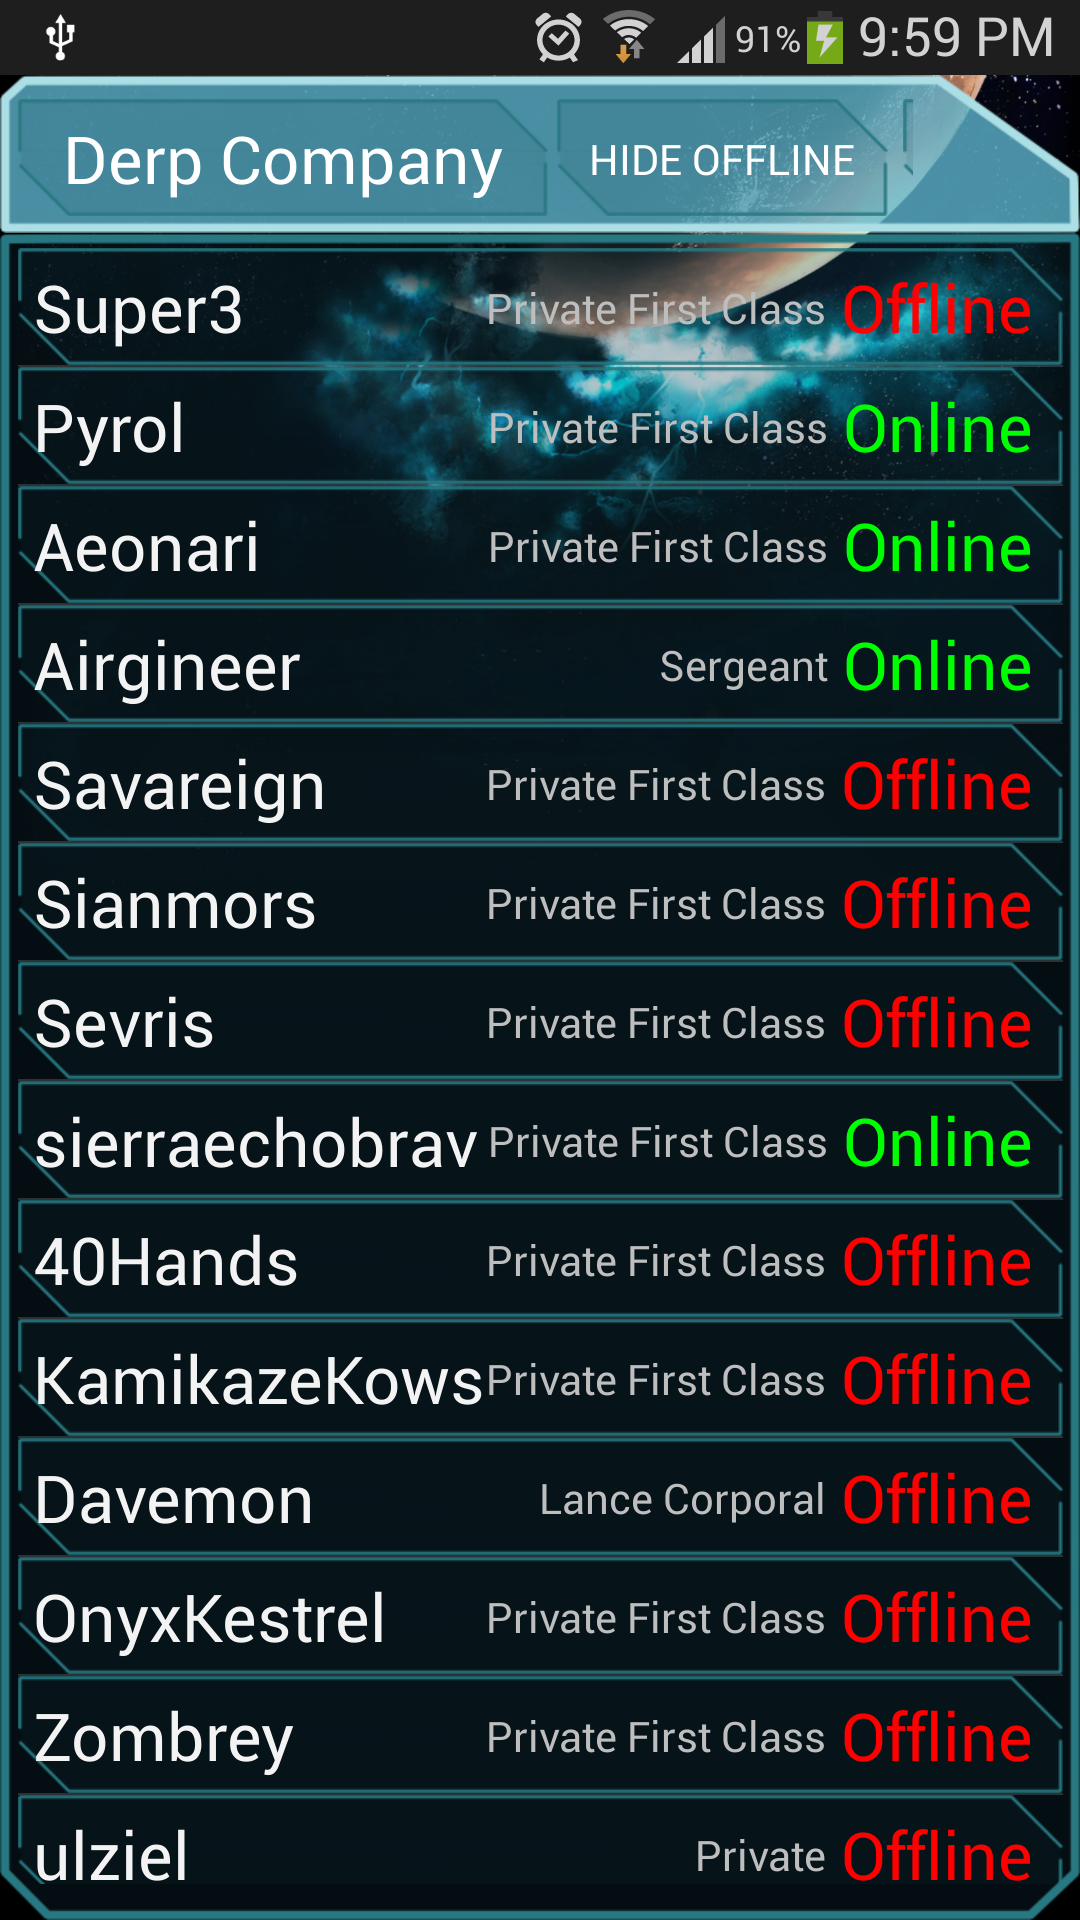 91% 9:59 PM
Derp Company HIDE OFFLINE
Super3 Private First Class Offline
Pyrol Private First Class Online
Aeonari Private First Class Online
Airgineer Sergeant Online
Savareign Private First Class Offline
Sianmors Private First Class Offline
Sevris Private First Class Offline
sierraechobrav Private First Class Online
40Hands Private First Class Offline
KamikazeKows Private First Class Offline
Davemon Lance Corporal Offline
OnyxKestrel Private First Class Offline
Zombrey Private First Class Offline
ulziel Private Offline